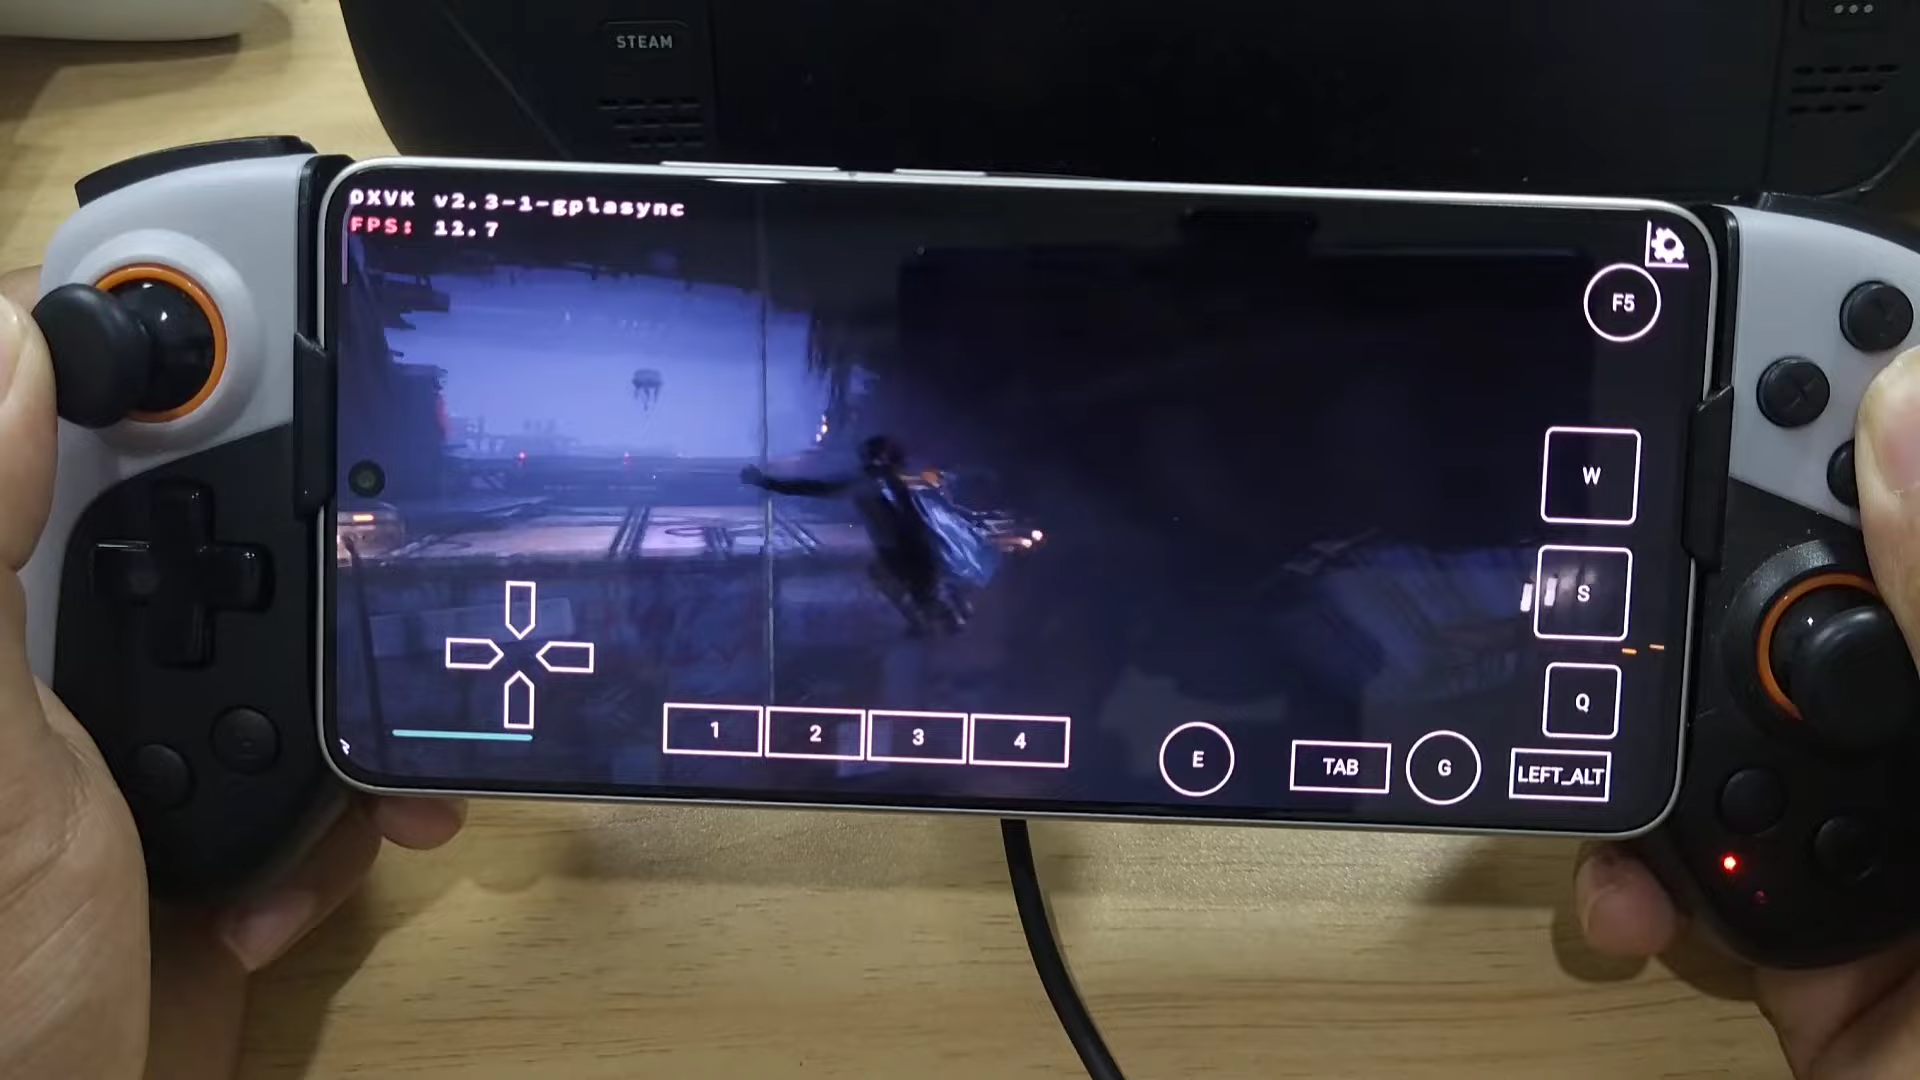 STEAM
DXVK v2.3-1-gplasync
FPS: 12.7
F5
W
S
Q
1
2
3
4
E
TAB
G
LEFT_ALT